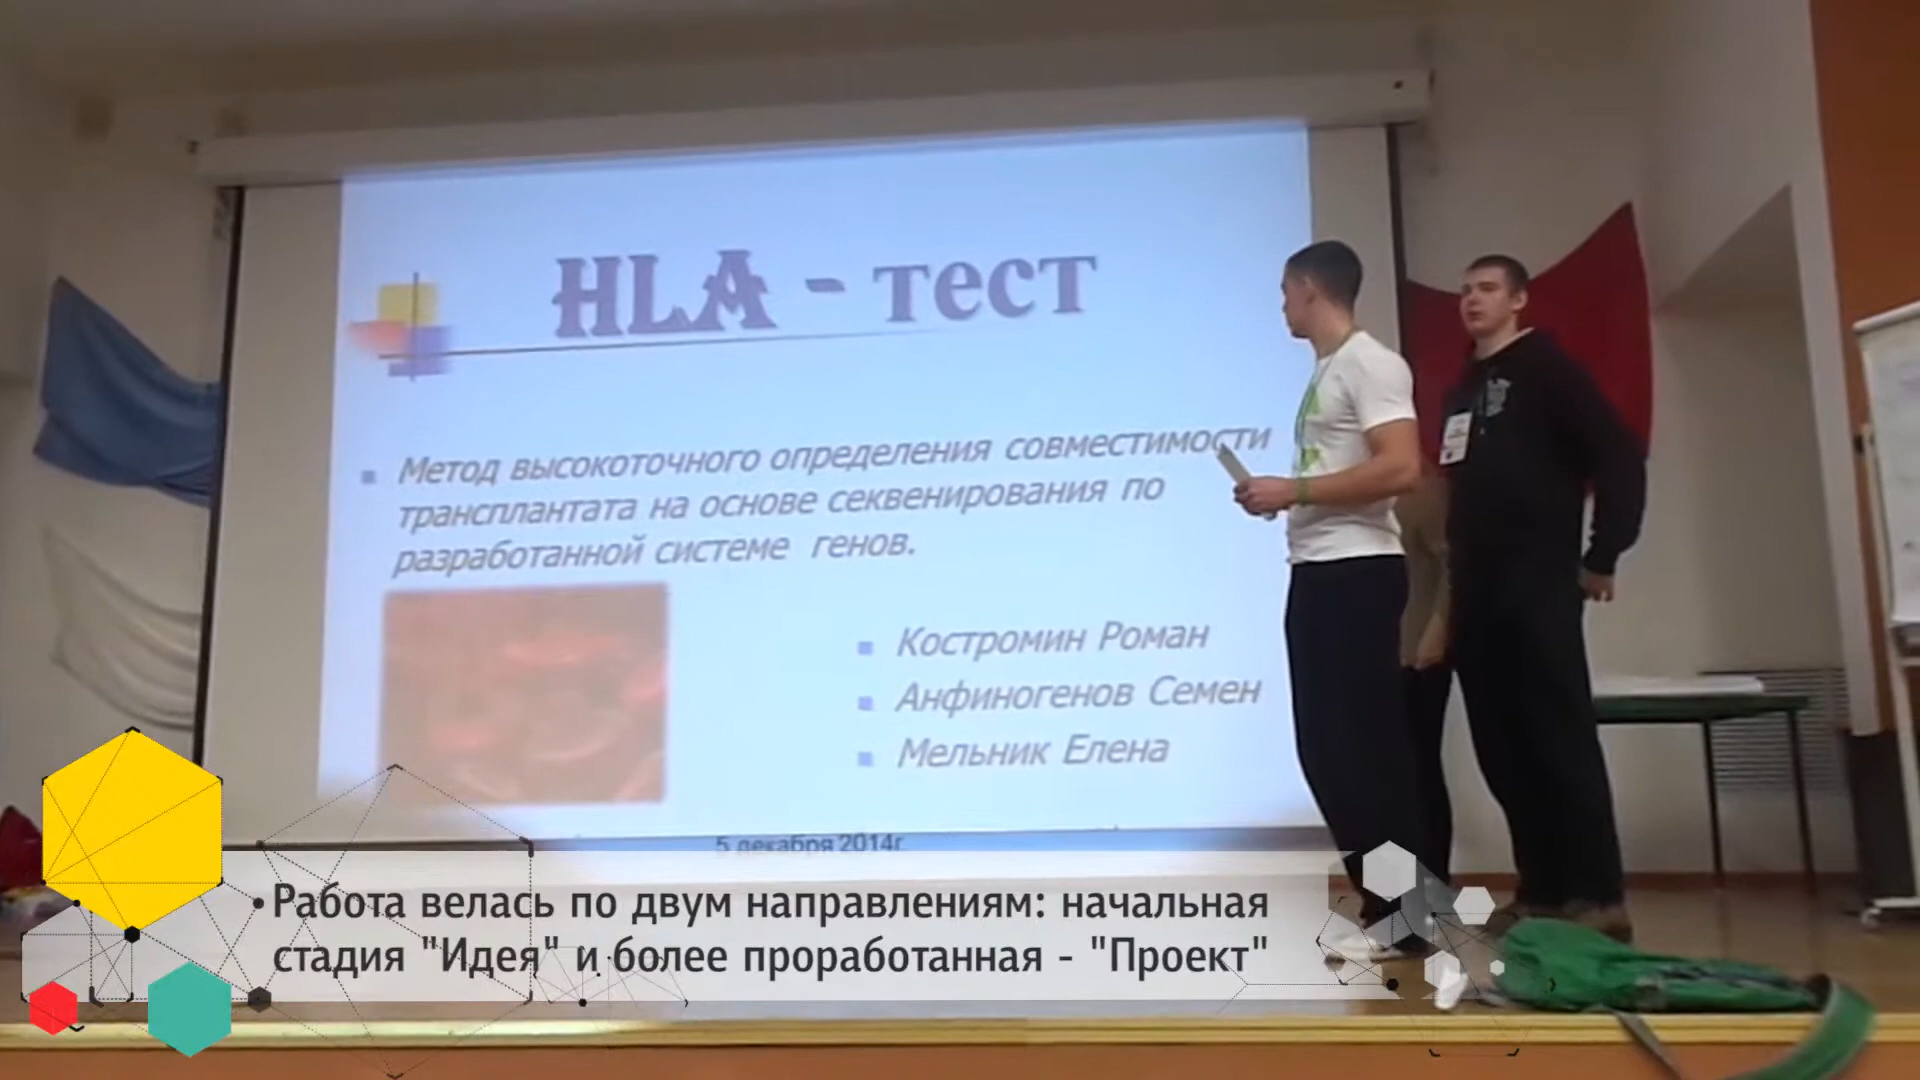 HLA - тест
Метод высокоточного определения совместимости
трансплантата на основе секвенирования по
разработанной системе генов.
Костромин Роман
Анфиногенов Семен
Мельник Елена
5 декабря 2014г
•Работа велась по двум направлениям: начальная
стадия "Идея" и более проработанная - "Проект"